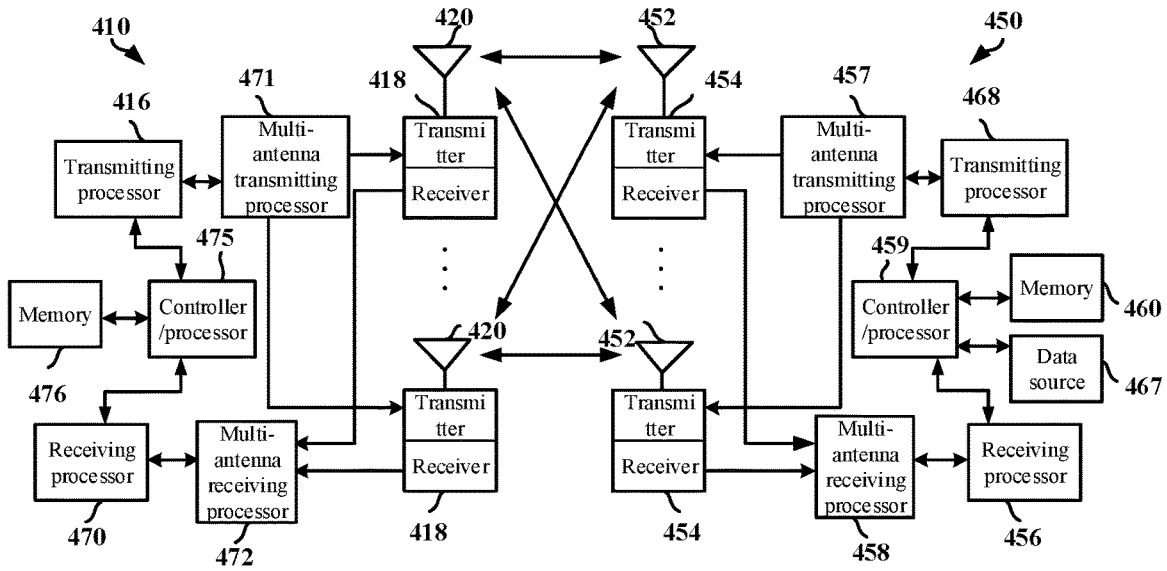 410
420
452
450
471
418
454
457
468
416
Multi-
antenna
transmitting
processor
Transmi
tter
Receiver
Transmi
tter
Receiver
Multi-
antenna
transmitting
processor
Transmitting
processor
Transmitting
processor
475
459
Memory
Controller
/processor
Controller
/processor
Memory
460
476
420
452
Data
source
467
Transmi
tter
Receiver
Transmi
tter
Receiver
Receiving
processor
Multi-
antenna
receiving
processor
Multi-
antenna
receiving
processor
Receiving
processor
470
472
418
454
458
456